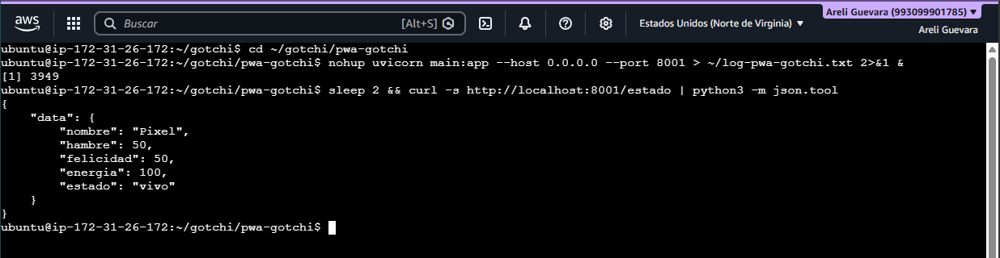 aws
Buscar
[Alt+S]
Estados Unidos (Norte de Virginia) ▼
Areli Guevara (993099901785) ▼
Areli Guevara
ubuntu@ip-172-31-26-172:~/gotchi$ cd ~/gotchi/pwa-gotchi
ubuntu@ip-172-31-26-172:~/gotchi/pwa-gotchi$ nohup uvicorn main:app --host 0.0.0.0 --port 8001 > ~/log-pwa-gotchi.txt 2>&1 &
[1] 3949
ubuntu@ip-172-31-26-172:~/gotchi/pwa-gotchi$ sleep 2 && curl -s http://localhost:8001/estado | python3 -m json.tool
{
    "data": {
        "nombre": "Pixel",
        "hambre": 50,
        "felicidad": 50,
        "energia": 100,
        "estado": "vivo"
    }
}
ubuntu@ip-172-31-26-172:~/gotchi/pwa-gotchi$